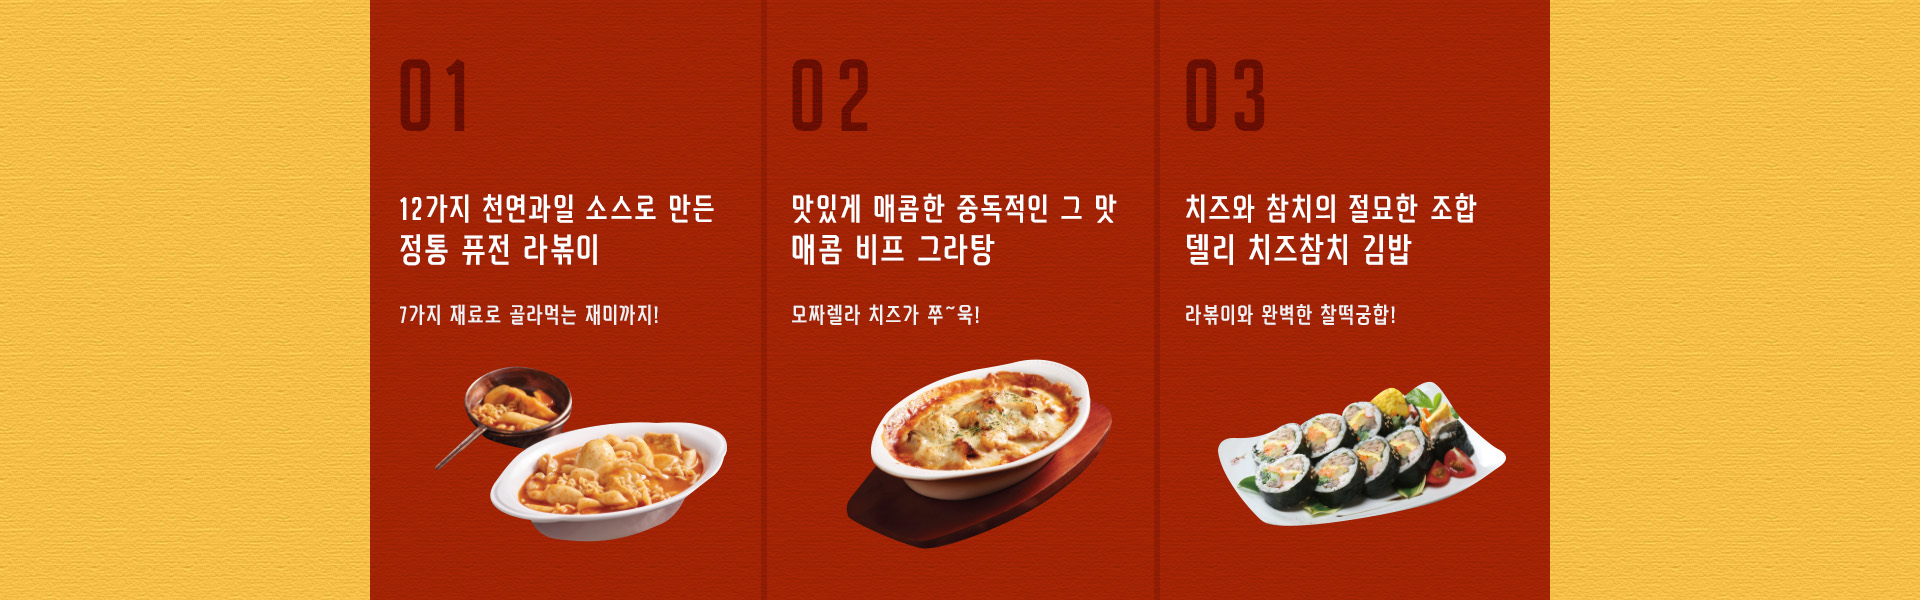 01
12가지 천연과일 소스로 만든
정통 퓨전 라볶이
7가지 재료로 골라먹는 재미까지!
02
맛있게 매콤한 중독적인 그 맛
매콤 비프 그라탕
모짜렐라 치즈가 쭈~욱!
03
치즈와 참치의 절묘한 조합
델리 치즈참치 김밥
라볶이와 완벽한 찰떡궁합!